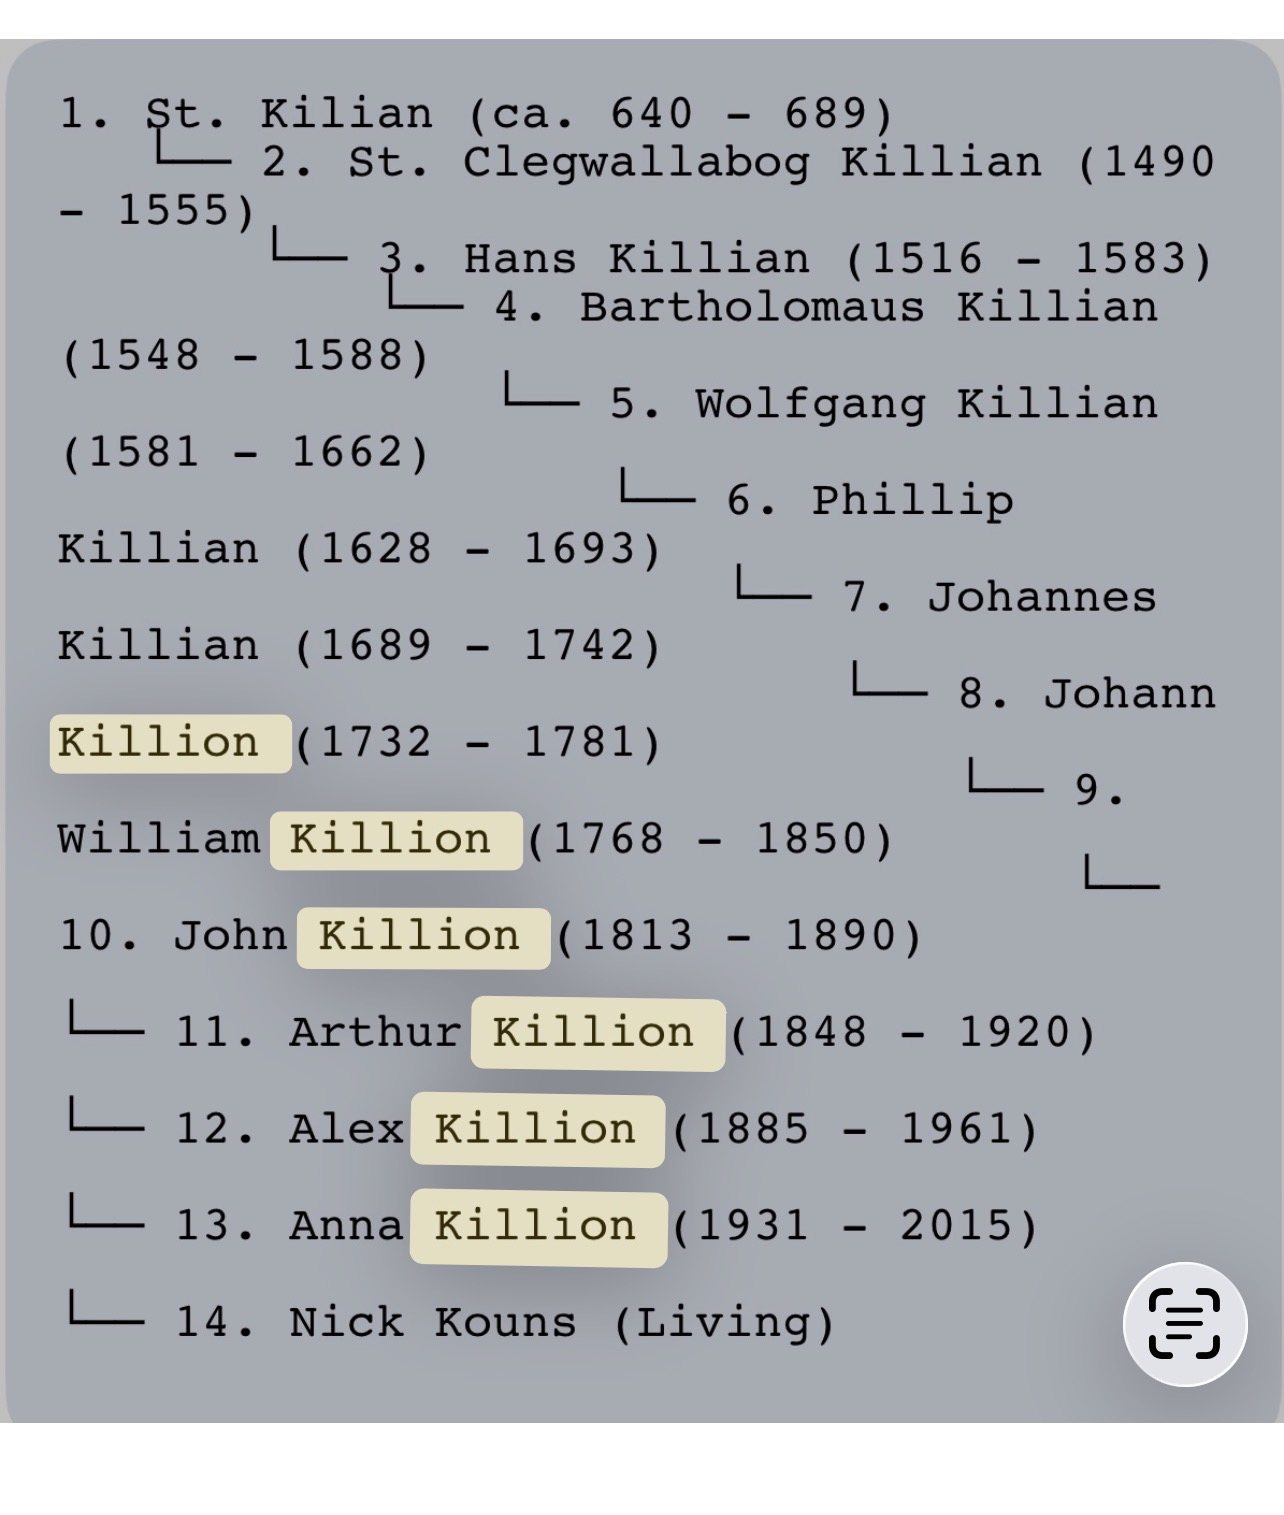 1. St. Kilian (ca. 640 – 689)
└── 2. St. Clegwallabog Killian (1490
– 1555)
└── 3. Hans Killian (1516 – 1583)
└── 4. Bartholomaus Killian
(1548 – 1588)
└── 5. Wolfgang Killian
(1581 – 1662)
└── 6. Phillip
Killian (1628 – 1693)
└── 7. Johannes
Killian (1689 – 1742)
└── 8. Johann
Killion (1732 – 1781)
└── 9.
William Killion (1768 – 1850)
└──
10. John Killion (1813 – 1890)
└── 11. Arthur Killion (1848 – 1920)
└── 12. Alex Killion (1885 – 1961)
└── 13. Anna Killion (1931 – 2015)
└── 14. Nick Kouns (Living)